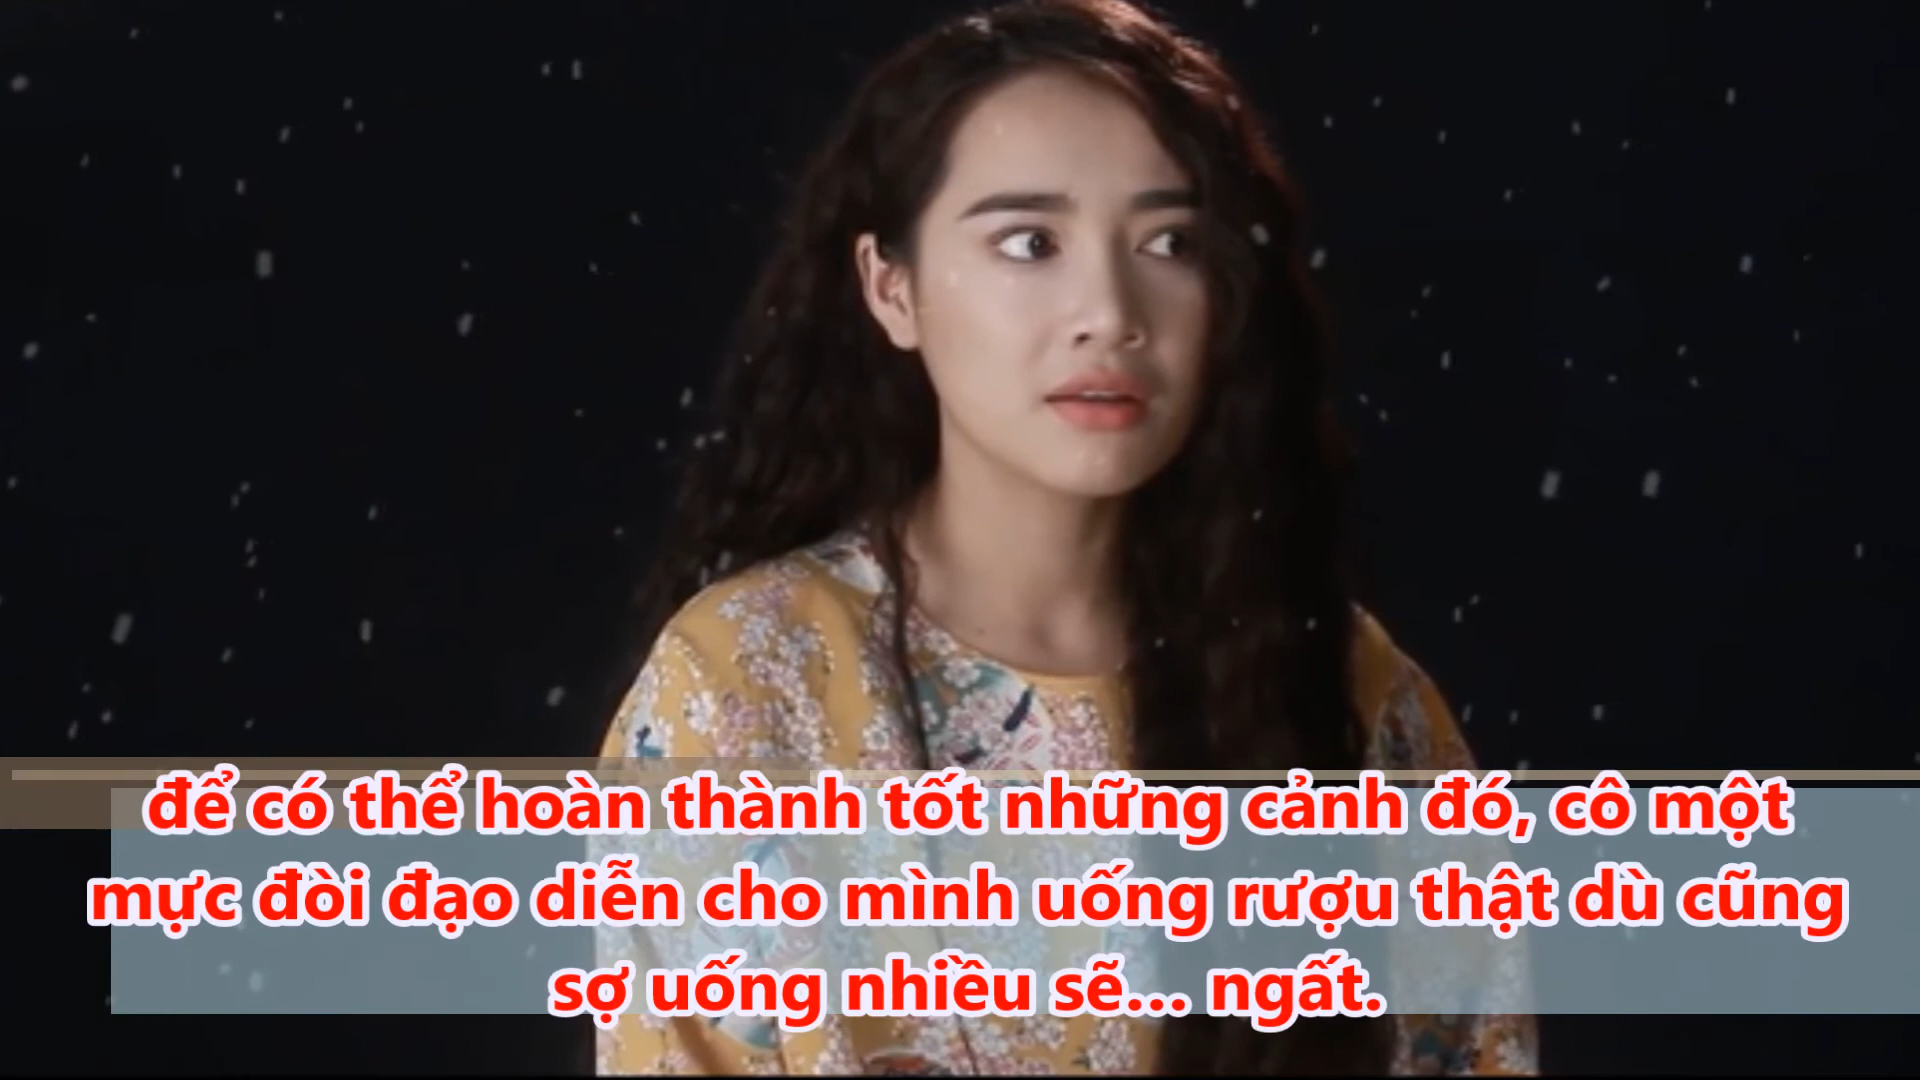 để có thể hoàn thành tốt những cảnh đó, cô một
mực đòi đạo diễn cho mình uống rượu thật dù cũng
sợ uống nhiều sẽ... ngất.